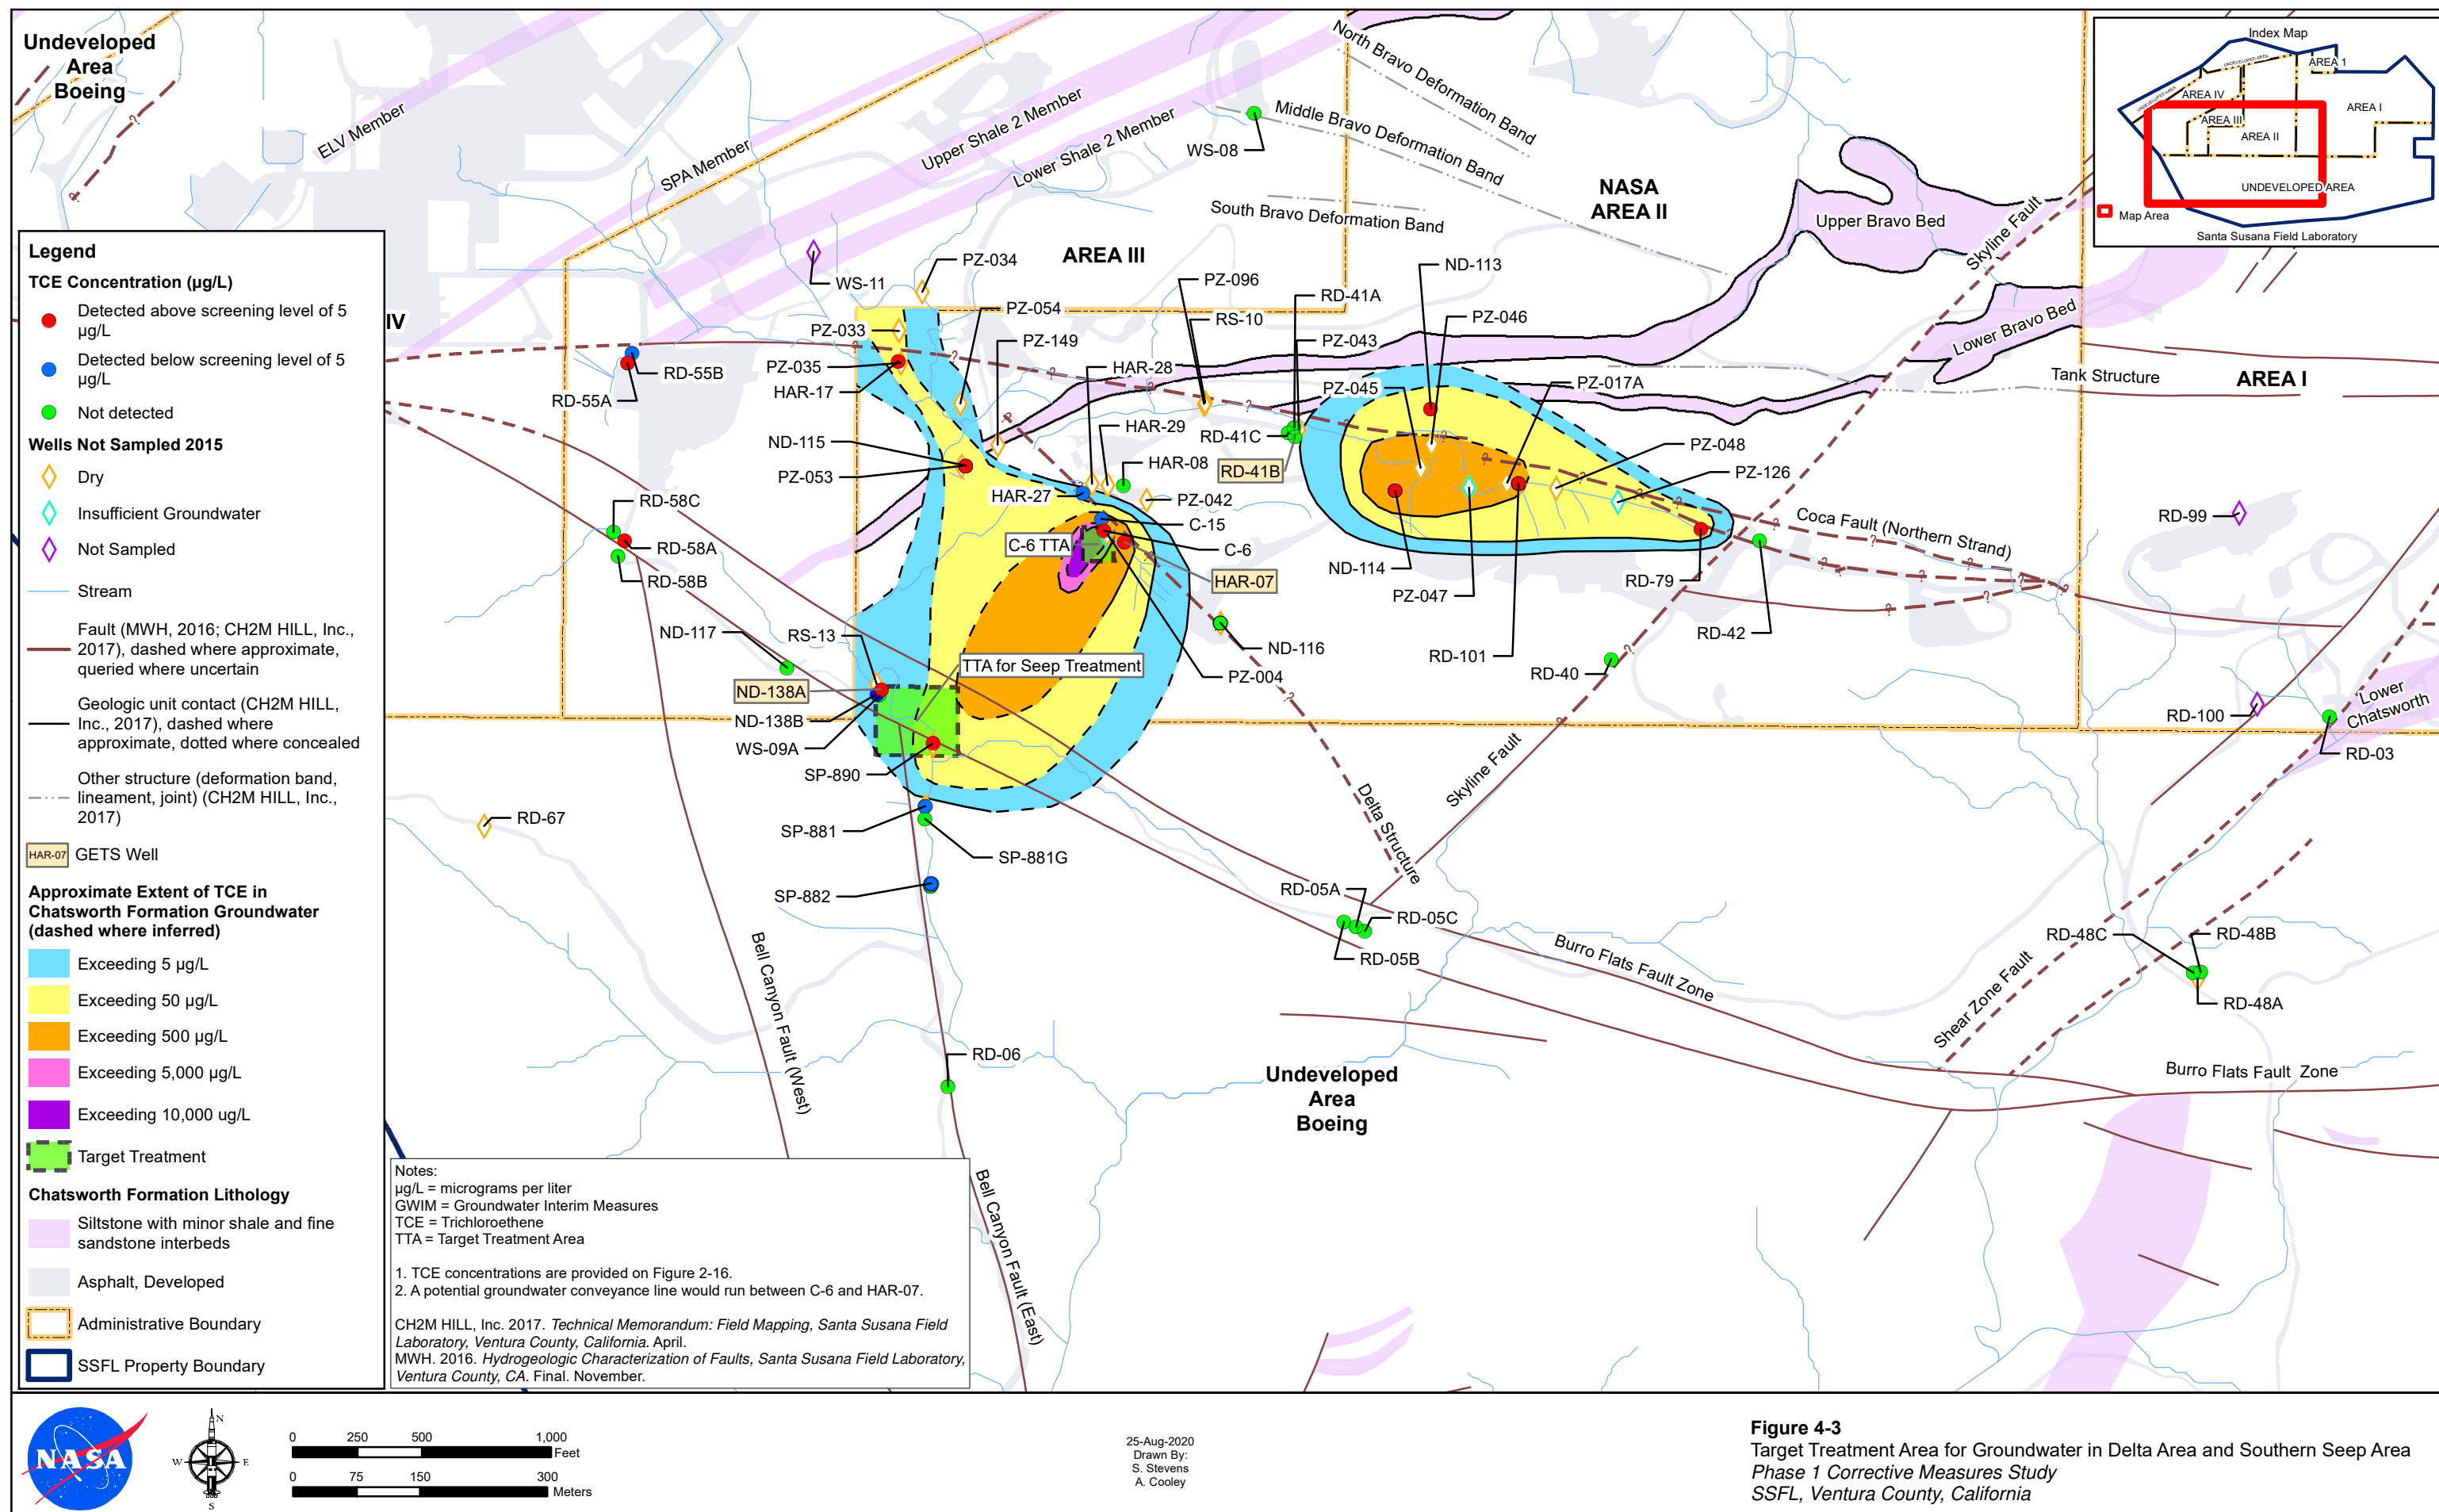 Undeveloped
Area
Boeing
ELV Member
SPA Member
Upper Shale 2 Member
Lower Shale 2 Member
North Bravo Deformation Band
Middle Bravo Deformation Band
South Bravo Deformation Band
WS-08
NASA
AREA II
Upper Bravo Bed
Skyline Fault
Lower Bravo Bed
Tank Structure
AREA I
AREA III
IV
Index Map
UNDEVELOPED AREA
AREA 1
AREA IV
UNDEVELOPED AREA
AREA I
AREA III
AREA II
UNDEVELOPED AREA
Map Area
Santa Susana Field Laboratory
Legend
TCE Concentration (µg/L)
Detected above screening level of 5
µg/L
Detected below screening level of 5
µg/L
Not detected
Wells Not Sampled 2015
Dry
Insufficient Groundwater
Not Sampled
Stream
Fault (MWH, 2016; CH2M HILL, Inc.,
2017), dashed where approximate,
queried where uncertain
Geologic unit contact (CH2M HILL,
Inc., 2017), dashed where
approximate, dotted where concealed
Other structure (deformation band,
lineament, joint) (CH2M HILL, Inc.,
2017)
HAR-07 GETS Well
Approximate Extent of TCE in
Chatsworth Formation Groundwater
(dashed where inferred)
Exceeding 5 µg/L
Exceeding 50 µg/L
Exceeding 500 µg/L
Exceeding 5,000 µg/L
Exceeding 10,000 ug/L
Target Treatment
Chatsworth Formation Lithology
Siltstone with minor shale and fine
sandstone interbeds
Asphalt, Developed
Administrative Boundary
SSFL Property Boundary
WS-11
PZ-034
PZ-033
PZ-054
PZ-035
HAR-17
PZ-149
RD-55B
RD-55A
ND-115
PZ-053
PZ-096
RS-10
HAR-28
HAR-29
HAR-08
HAR-27
PZ-042
C-15
C-6 TTA
C-6
HAR-07
RD-41A
PZ-043
RD-41C
RD-41B
ND-113
PZ-046
PZ-045
PZ-017A
PZ-048
PZ-126
ND-114
PZ-047
RD-101
RD-79
RD-42
RD-40
Coca Fault (Northern Strand)
RD-99
RD-100
Lower
Chatsworth
RD-03
RD-58C
RD-58A
RD-58B
ND-117
RS-13
ND-138A
ND-138B
WS-09A
SP-890
TTA for Seep Treatment
ND-116
PZ-004
SP-881
SP-881G
SP-882
RD-67
Delta Structure
Skyline Fault
RD-05A
RD-05C
RD-05B
Burro Flats Fault Zone
Shear Zone Fault
RD-48C
RD-48B
RD-48A
Burro Flats Fault Zone
Bell Canyon Fault (West)
RD-06
Bell Canyon Fault (East)
Undeveloped
Area
Boeing
Notes:
µg/L = micrograms per liter
GWIM = Groundwater Interim Measures
TCE = Trichloroethene
TTA = Target Treatment Area
1. TCE concentrations are provided on Figure 2-16.
2. A potential groundwater conveyance line would run between C-6 and HAR-07.
CH2M HILL, Inc. 2017. Technical Memorandum: Field Mapping, Santa Susana Field
Laboratory, Ventura County, California. April.
MWH. 2016. Hydrogeologic Characterization of Faults, Santa Susana Field Laboratory,
Ventura County, CA. Final. November.
NASA
N
W E
S
0 250 500 1,000
Feet
0 75 150 300
Meters
25-Aug-2020
Drawn By:
S. Stevens
A. Cooley
Figure 4-3
Target Treatment Area for Groundwater in Delta Area and Southern Seep Area
Phase 1 Corrective Measures Study
SSFL, Ventura County, California